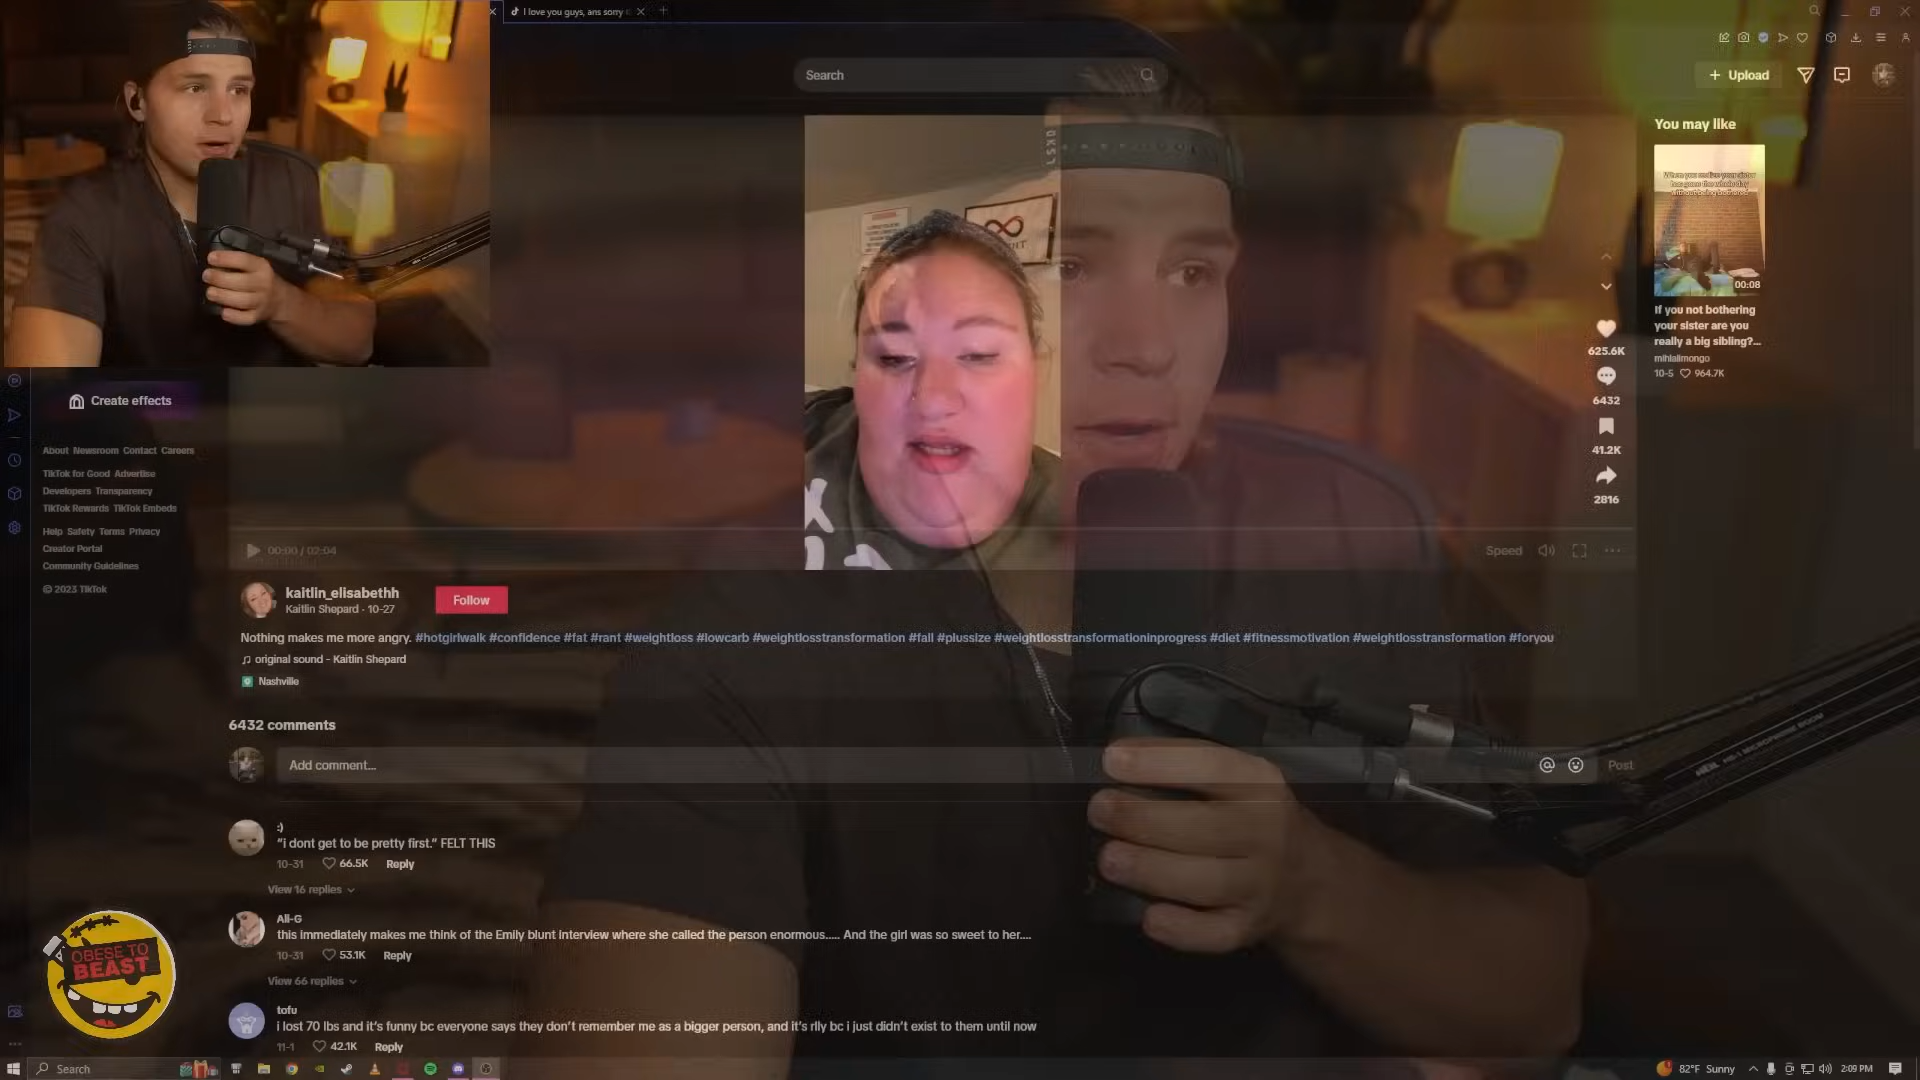 I love you guys, ans sorry
Search
Upload
You may like
00:08
If you not bothering
your sister are you
really a big sibling?...
mihlalimongo
10-5 964.7K
625.6K
6432
41.2K
2816
Create effects
About Newsroom Contact Careers
TikTok for Good Advertise
Developers Transparency
TikTok Rewards TikTok Embeds
Help Safety Terms Privacy
Creator Portal
Community Guidelines
© 2023 TikTok
00:00 / 02:04
Speed
kaitlin_elisabethh
Kaitlin Shepard · 10-27
Follow
Nothing makes me more angry. #hotgirlwalk #confidence #fat #rant #weightloss #lowcarb #weightlosstransformation #fall #plussize #weightlosstransformationinprogress #diet #fitnessmotivation #weightlosstransformation #foryou
original sound - Kaitlin Shepard
Nashville
6432 comments
Add comment...
Post
:)
“i dont get to be pretty first.” FELT THIS
10-31 66.5K Reply
View 16 replies
Ali-G
this immediately makes me think of the Emily blunt interview where she called the person enormous..... And the girl was so sweet to her....
10-31 53.1K Reply
View 66 replies
tofu
i lost 70 lbs and it’s funny bc everyone says they don’t remember me as a bigger person, and it’s rlly bc i just didn’t exist to them until now
11-1 42.1K Reply
OBESE TO
BEAST
Search
82°F Sunny
2:09 PM